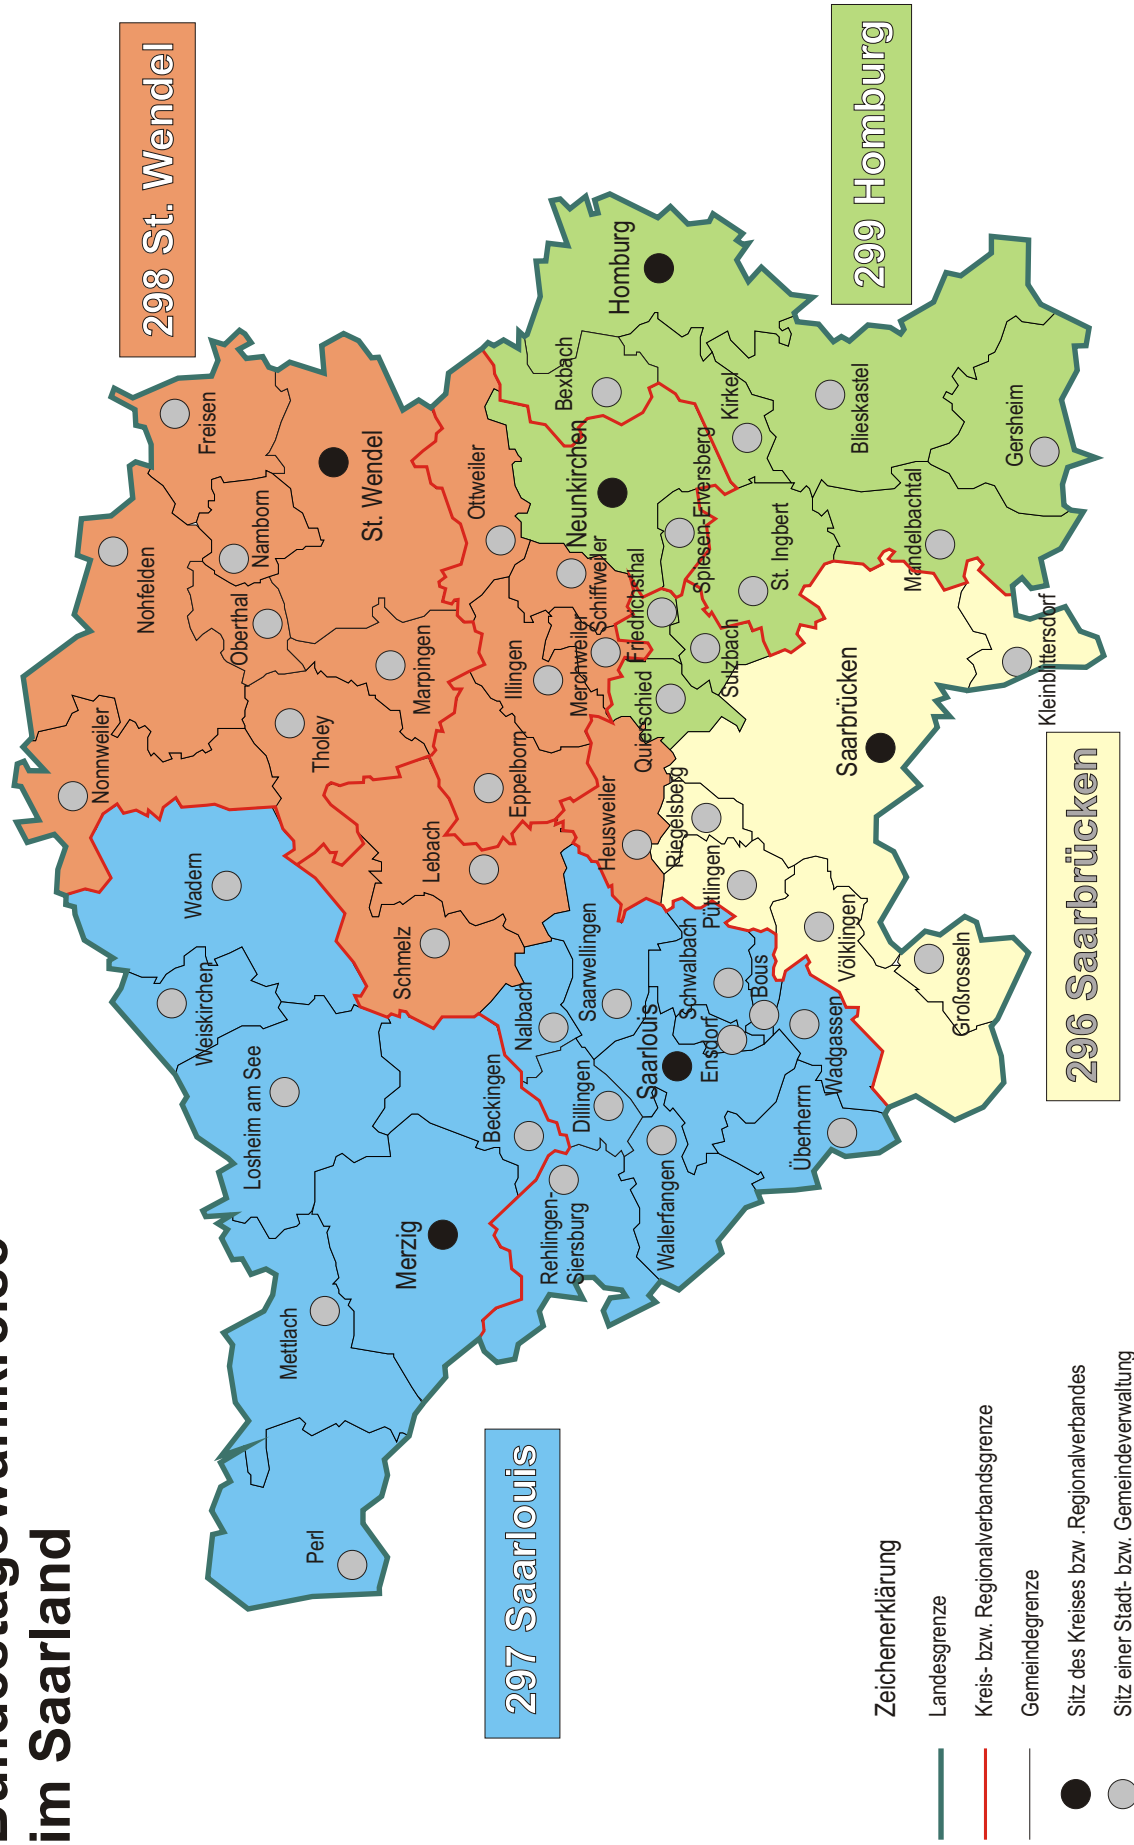 im Saarland
298 St. Wendel
299 Homburg
297 Saarlouis
296 Saarbrücken
Nonnweiler
Nohfelden
Freisen
Wadern
Weiskirchen
Oberthal
Namborn
Losheim am See
Tholey
St. Wendel
Mettlach
Perl
Merzig
Schmelz
Lebach
Marpingen
Ottweiler
Beckingen
Nalbach
Eppelborn
Illingen
Rehlingen-
Siersburg
Dillingen
Saarwellingen
Heusweiler
Merchweiler
Schiffweiler
Neunkirchen
Bexbach
Homburg
Wallerfangen
Saarlouis
Schwalbach
Quierschied
Friedrichsthal
Ensdorf
Bous
Püttlingen
Riegelsberg
Sulzbach
Spiesen-Elversberg
Kirkel
Überherrn
Wadgassen
Völklingen
Saarbrücken
St. Ingbert
Blieskastel
Großrosseln
Mandelbachtal
Gersheim
Kleinblittersdorf
Zeichenerklärung
Landesgrenze
Kreis- bzw. Regionalverbandsgrenze
Gemeindegrenze
Sitz des Kreises bzw .Regionalverbandes
Sitz einer Stadt- bzw. Gemeindeverwaltung